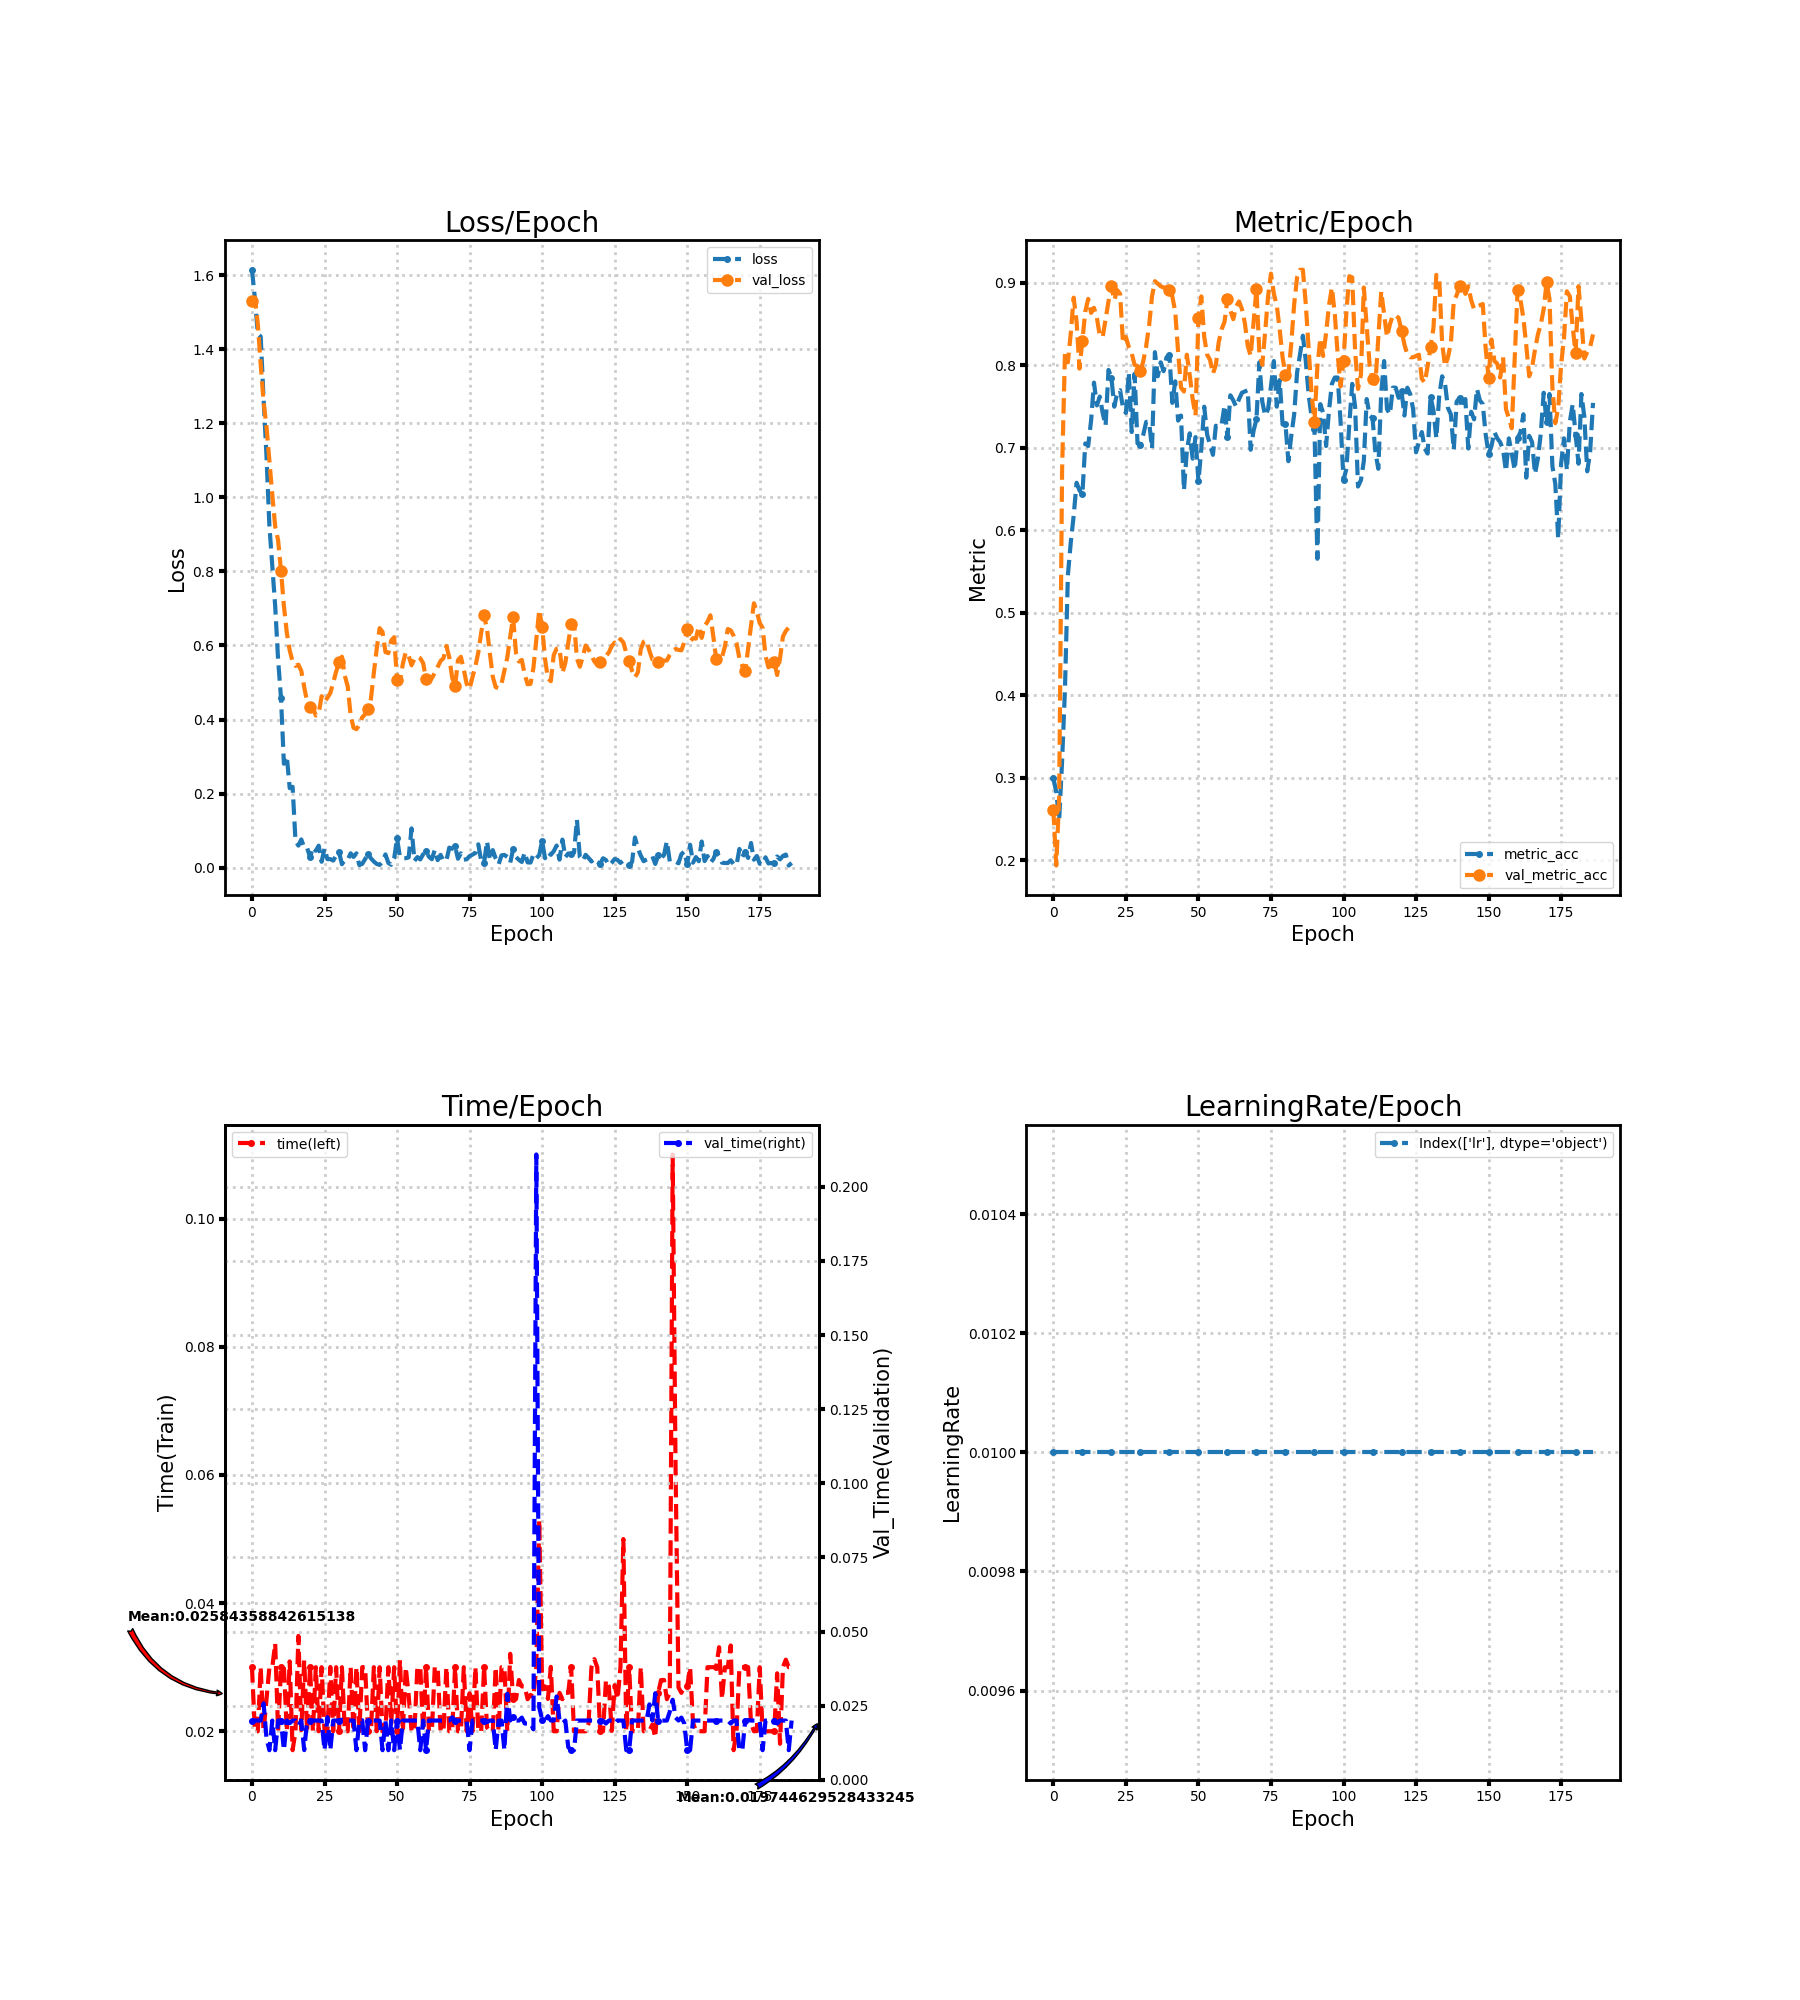 Loss/Epoch
loss
val_loss
1.6
1.4
1.2
1.0
0.8
0.6
0.4
0.2
0.0
Loss
0 25 50 75 100 125 150 175
Epoch
Metric/Epoch
0.9
0.8
0.7
0.6
0.5
0.4
0.3
0.2
Metric
metric_acc
val_metric_acc
0 25 50 75 100 125 150 175
Epoch
Time/Epoch
time(left)
val_time(right)
0.10
0.08
0.06
0.04
0.02
Time(Train)
Mean:0.02584358842615138
0.200
0.175
0.150
0.125
0.100
0.075
0.050
0.025
0.000
Val_Time(Validation)
0 25 50 75 100 125 150 175
Mean:0.019744629528433245
Epoch
LearningRate/Epoch
Index(['lr'], dtype='object')
0.0104
0.0102
0.0100
0.0098
0.0096
LearningRate
0 25 50 75 100 125 150 175
Epoch